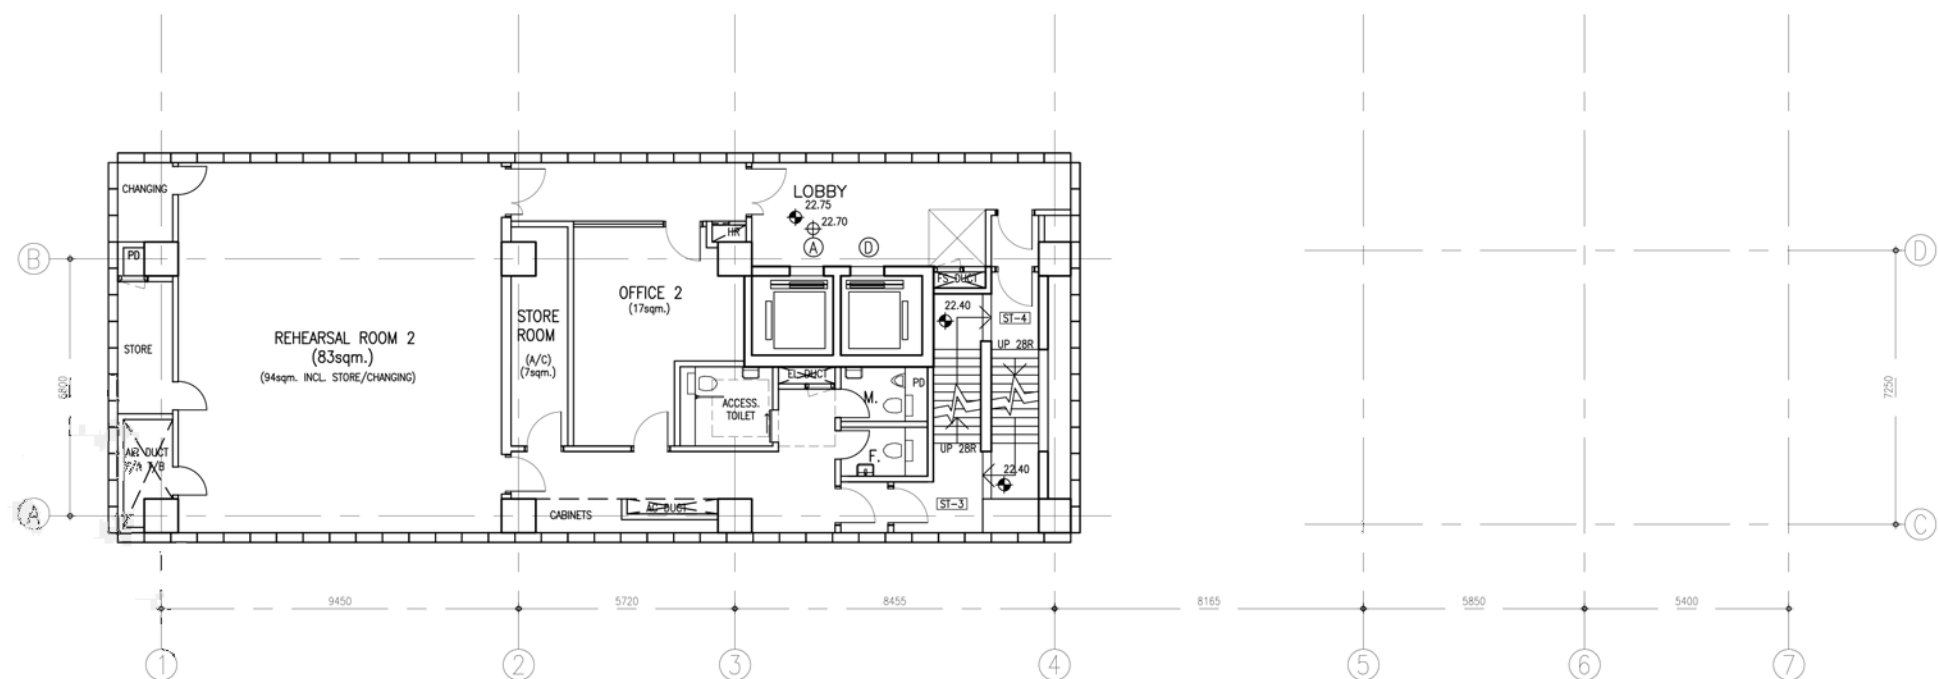 CHANGING
LOBBY
22.75
22.70
HR
A
D
B
PD
D
FS DUCT
OFFICE 2
(17sqm.)
22.40
STORE
ROOM
(A/C)
(7sqm.)
ST-4
REHEARSAL ROOM 2
(83sqm.)
(94sqm. INCL. STORE/CHANGING)
STORE
UP 28R
EL DUCT
PD
6800
7250
M.
ACCESS.
TOILET
AIR DUCT
UP 28R
F.
22.40
ST-3
CABINETS
AC DUCT
A
C
9450
5720
8455
8165
5850
5400
1
2
3
4
5
6
7